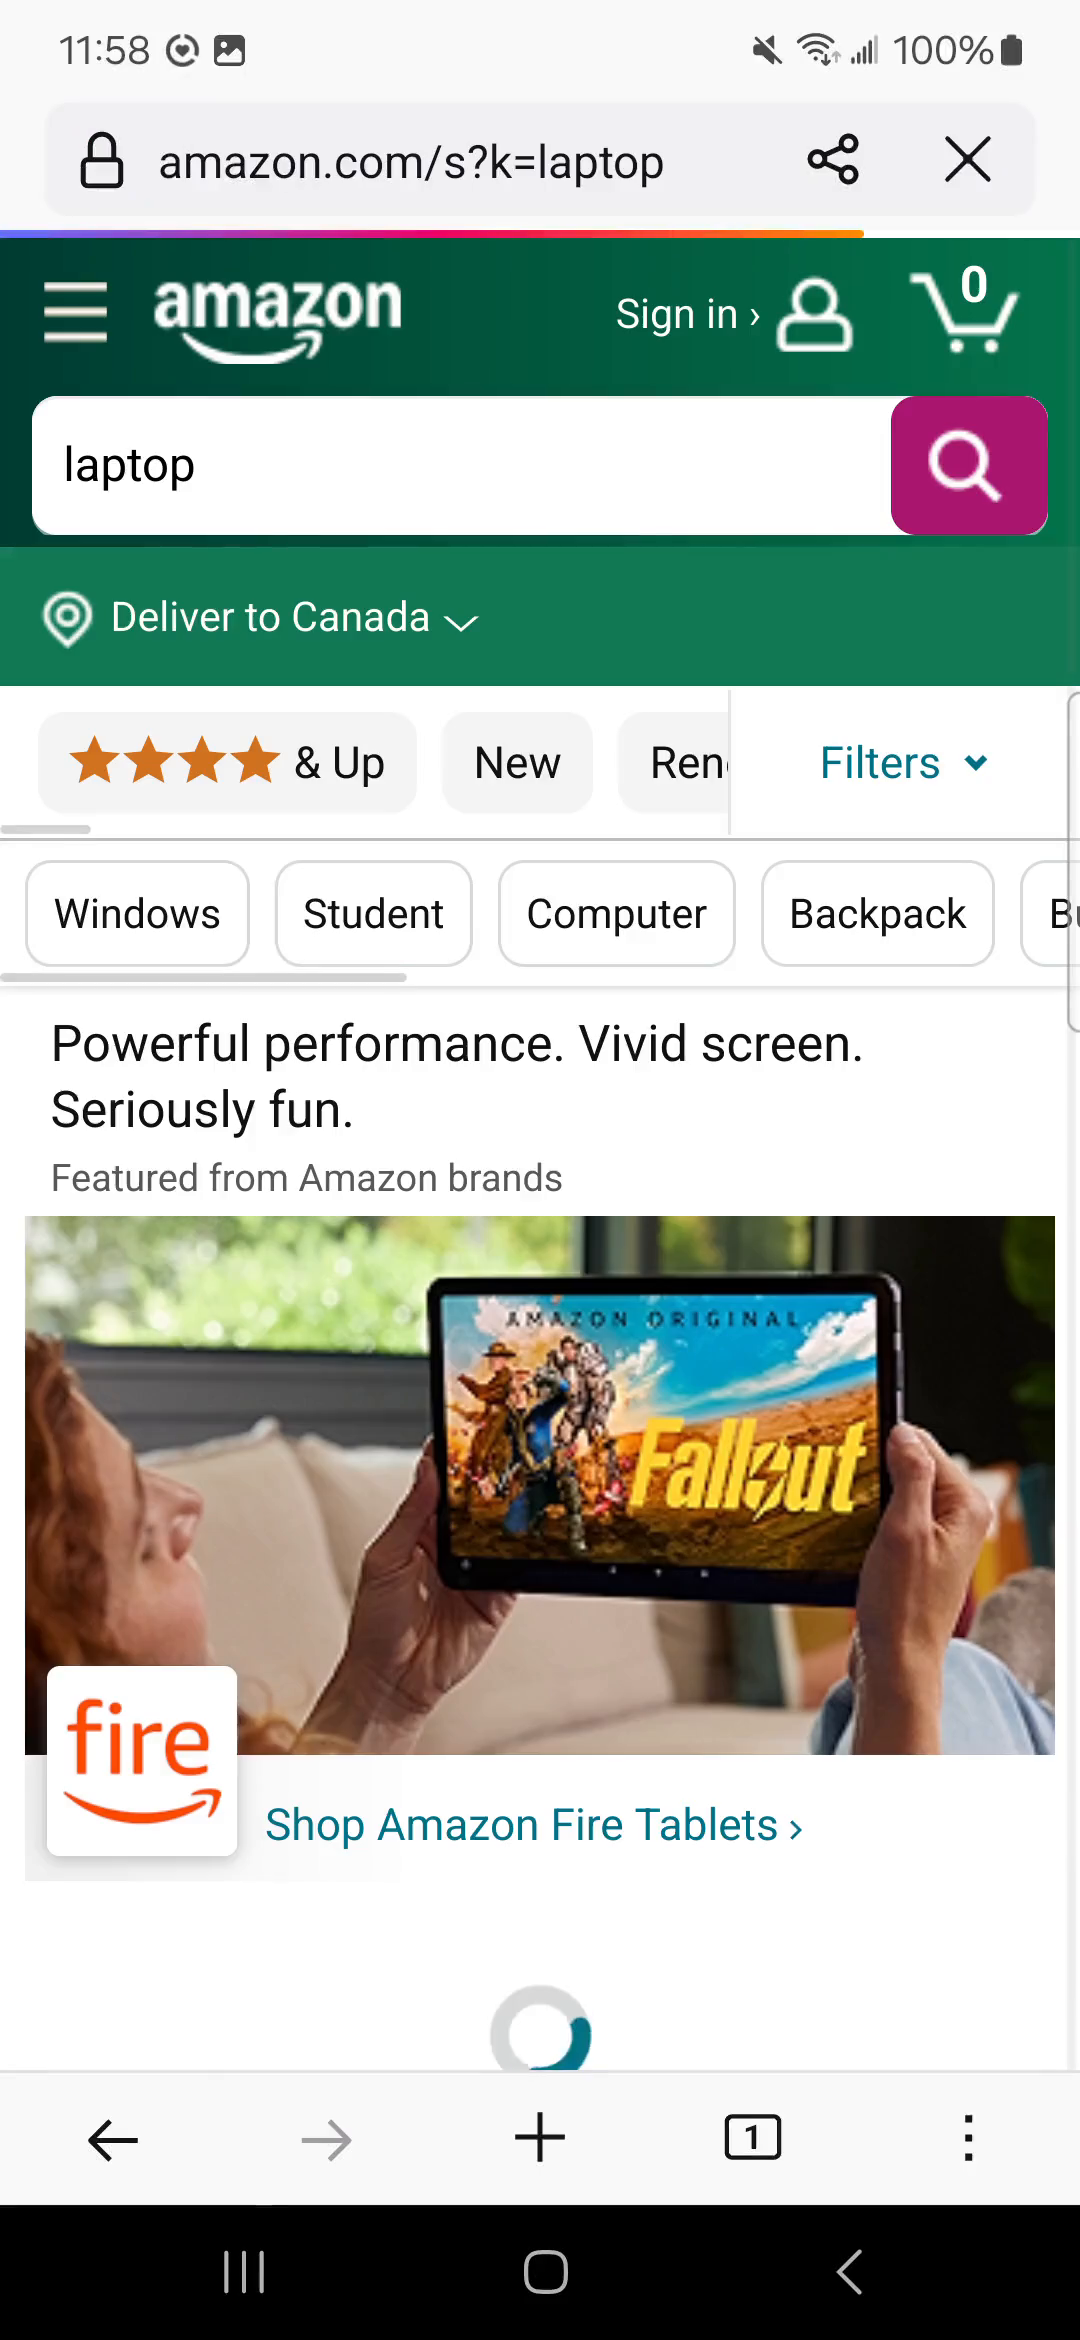 11:58
100%
amazon.com/s?k=laptop
amazon
Sign in ›
0
laptop
Deliver to Canada
& Up
New
Ren
Filters
Windows
Student
Computer
Backpack
Powerful performance. Vivid screen.
Seriously fun.
Featured from Amazon brands
AMAZON ORIGINAL
Fallout
fire
Shop Amazon Fire Tablets ›
1